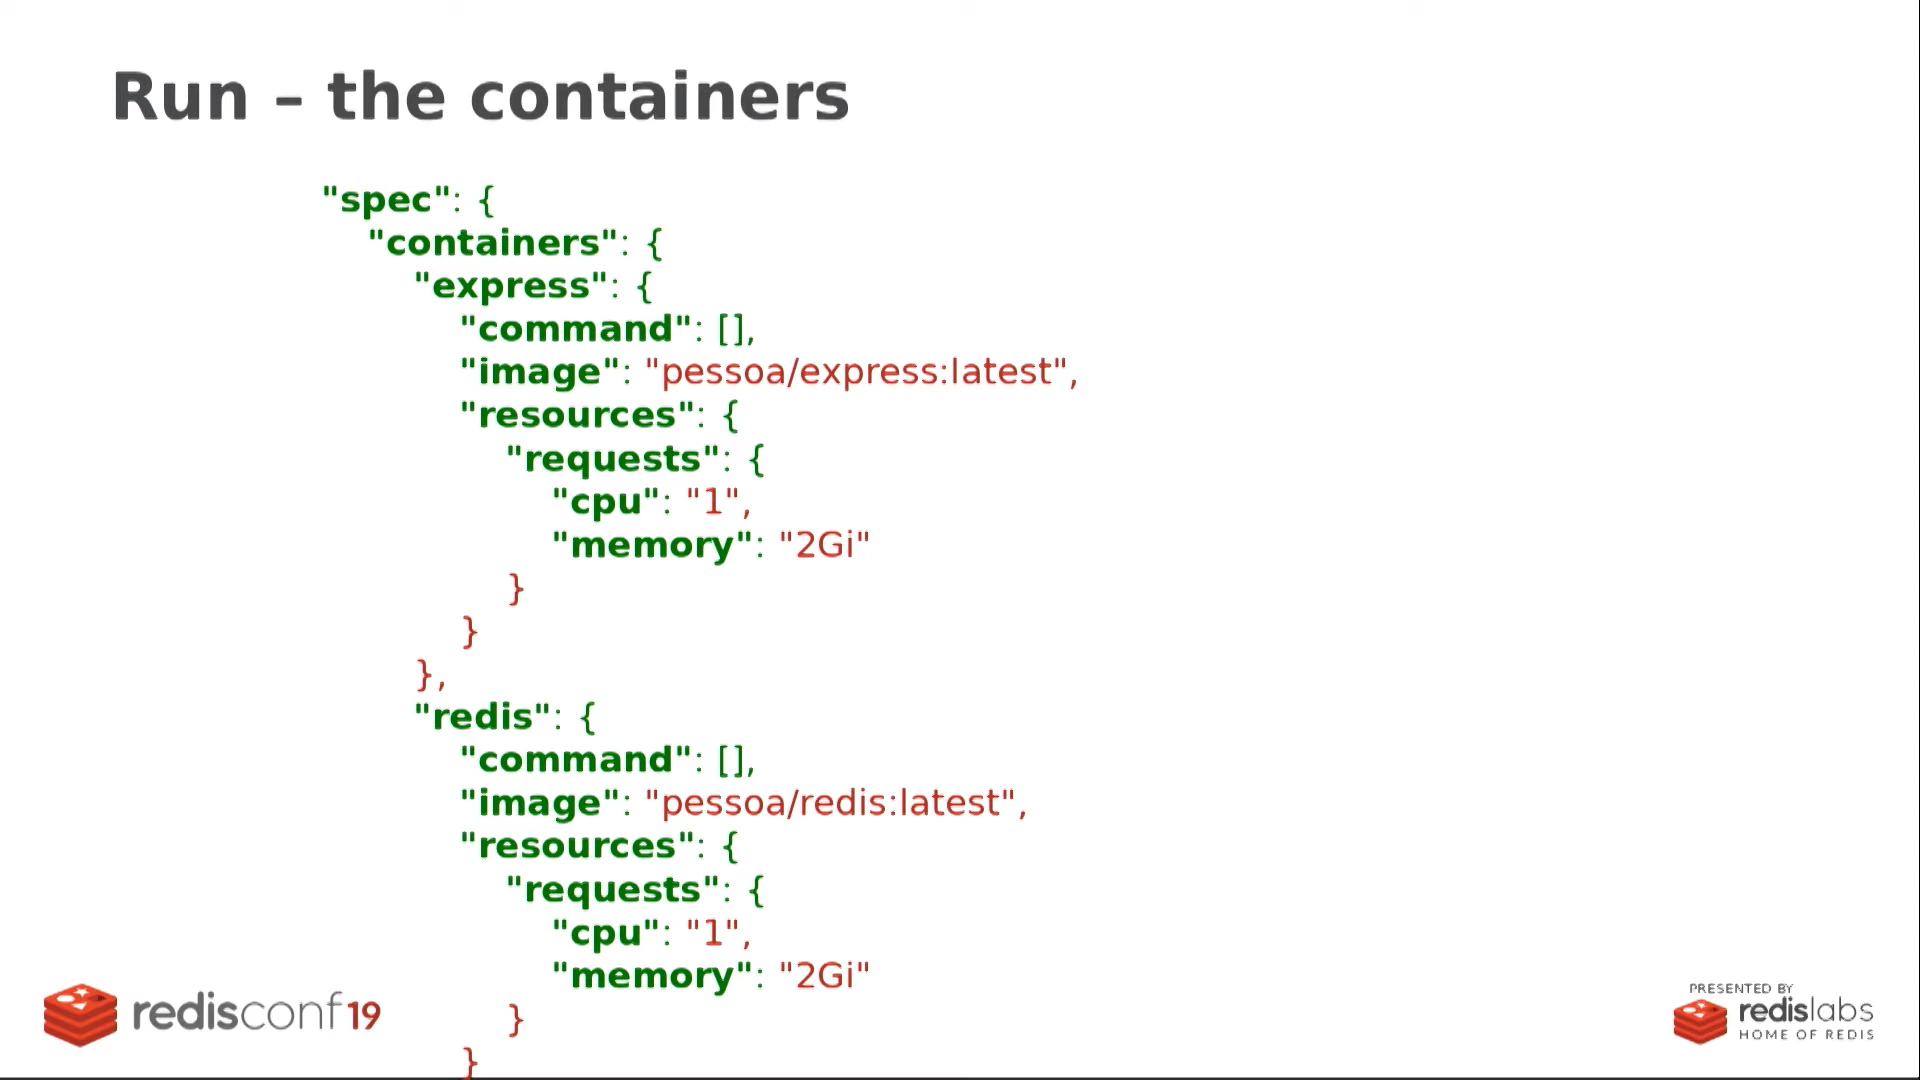 Run – the containers
"spec": {
"containers": {
"express": {
"command": [],
"image": "pessoa/express:latest",
"resources": {
"requests": {
"cpu": "1",
"memory": "2Gi"
}
}
},
"redis": {
"command": [],
"image": "pessoa/redis:latest",
"resources": {
"requests": {
"cpu": "1",
"memory": "2Gi"
}
}
redisconf19
PRESENTED BY
redislabs
HOME OF REDIS